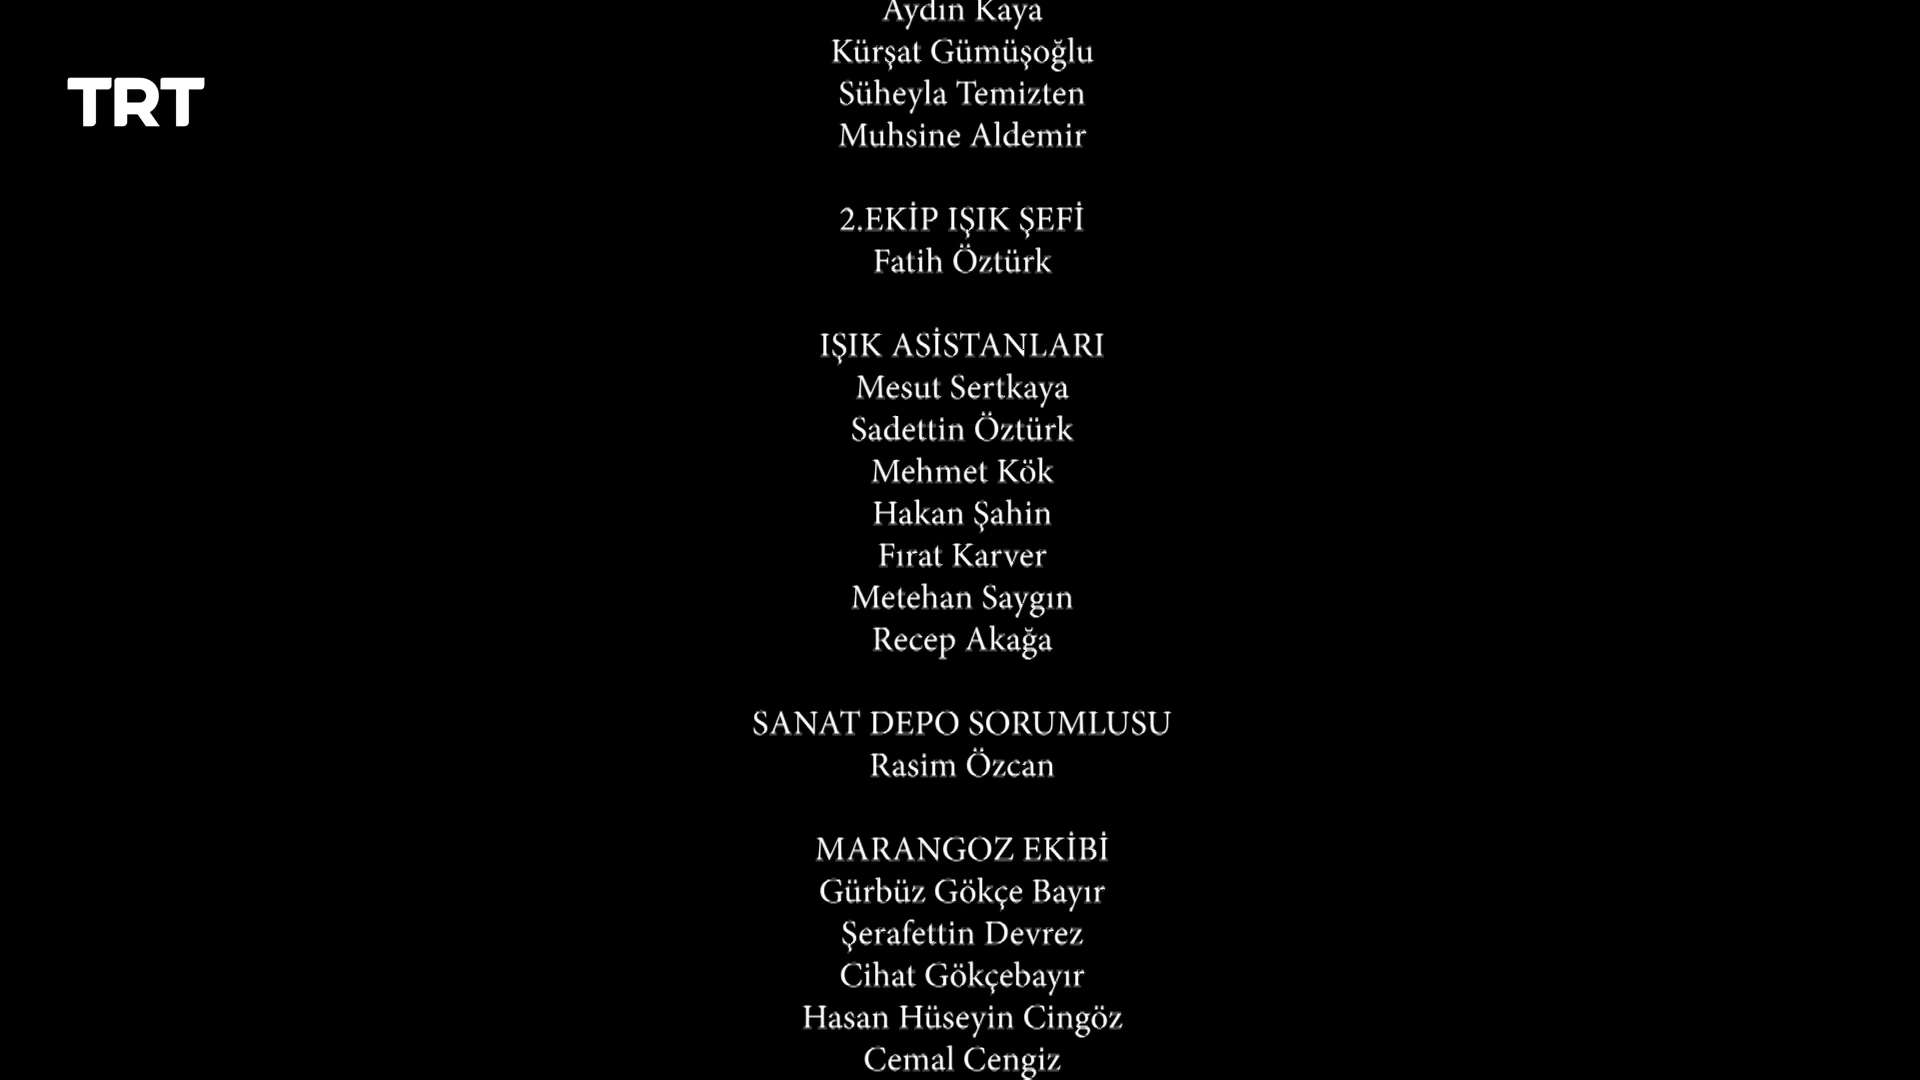 Aydın Kaya
Kürşat Gümüşoğlu
TRT
Süheyla Temizten
Muhsine Aldemir
2.EKİP IŞIK ŞEFİ
Fatih Öztürk
IŞIK ASİSTANLARI
Mesut Sertkaya
Sadettin Öztürk
Mehmet Kök
Hakan Şahin
Fırat Karver
Metehan Saygın
Recep Akağa
SANAT DEPO SORUMLUSU
Rasim Özcan
MARANGOZ EKİBİ
Gürbüz Gökçe Bayır
Şerafettin Devrez
Cihat Gökçebayır
Hasan Hüseyin Cingöz
Cemal Cengiz